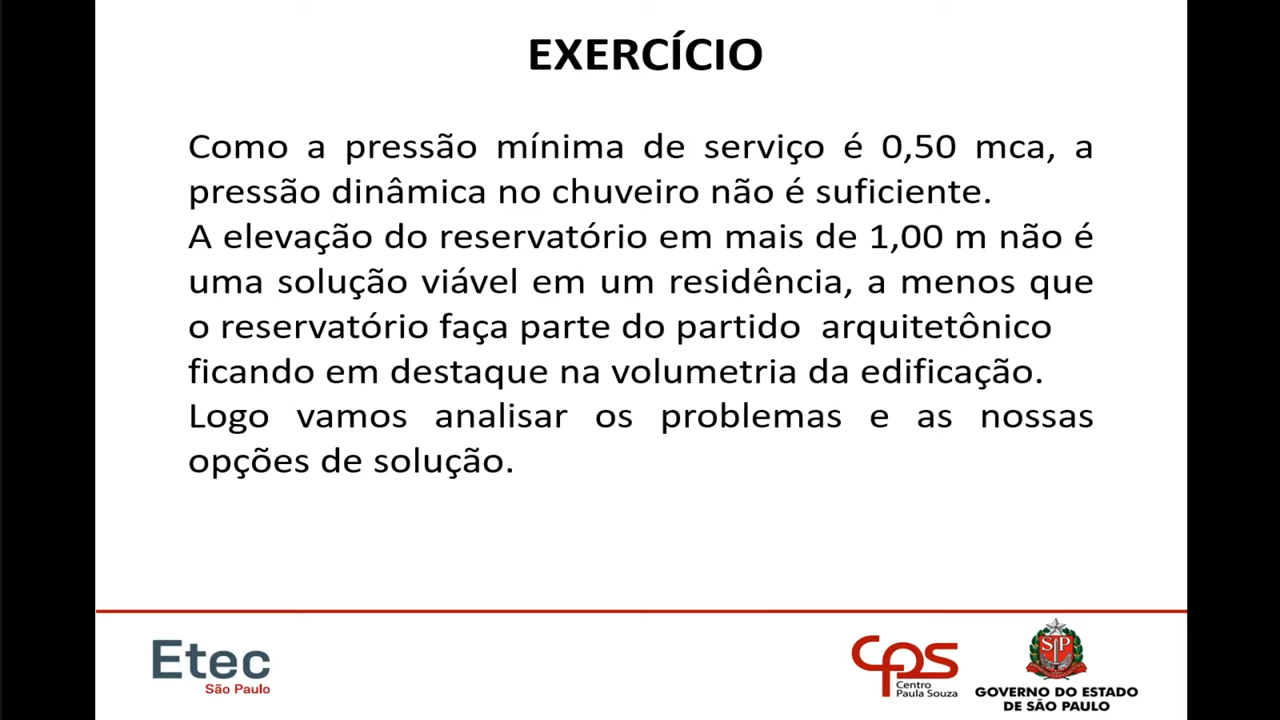 EXERCÍCIO
Como a pressão mínima de serviço é 0,50 mca, a
pressão dinâmica no chuveiro não é suficiente.
A elevação do reservatório em mais de 1,00 m não é
uma solução viável em um residência, a menos que
o reservatório faça parte do partido arquitetônico
ficando em destaque na volumetria da edificação.
Logo vamos analisar os problemas e as nossas
opções de solução.
Etec
São Paulo
cps
Centro
Paula Souza
SP
GOVERNO DO ESTADO
DE SÃO PAULO